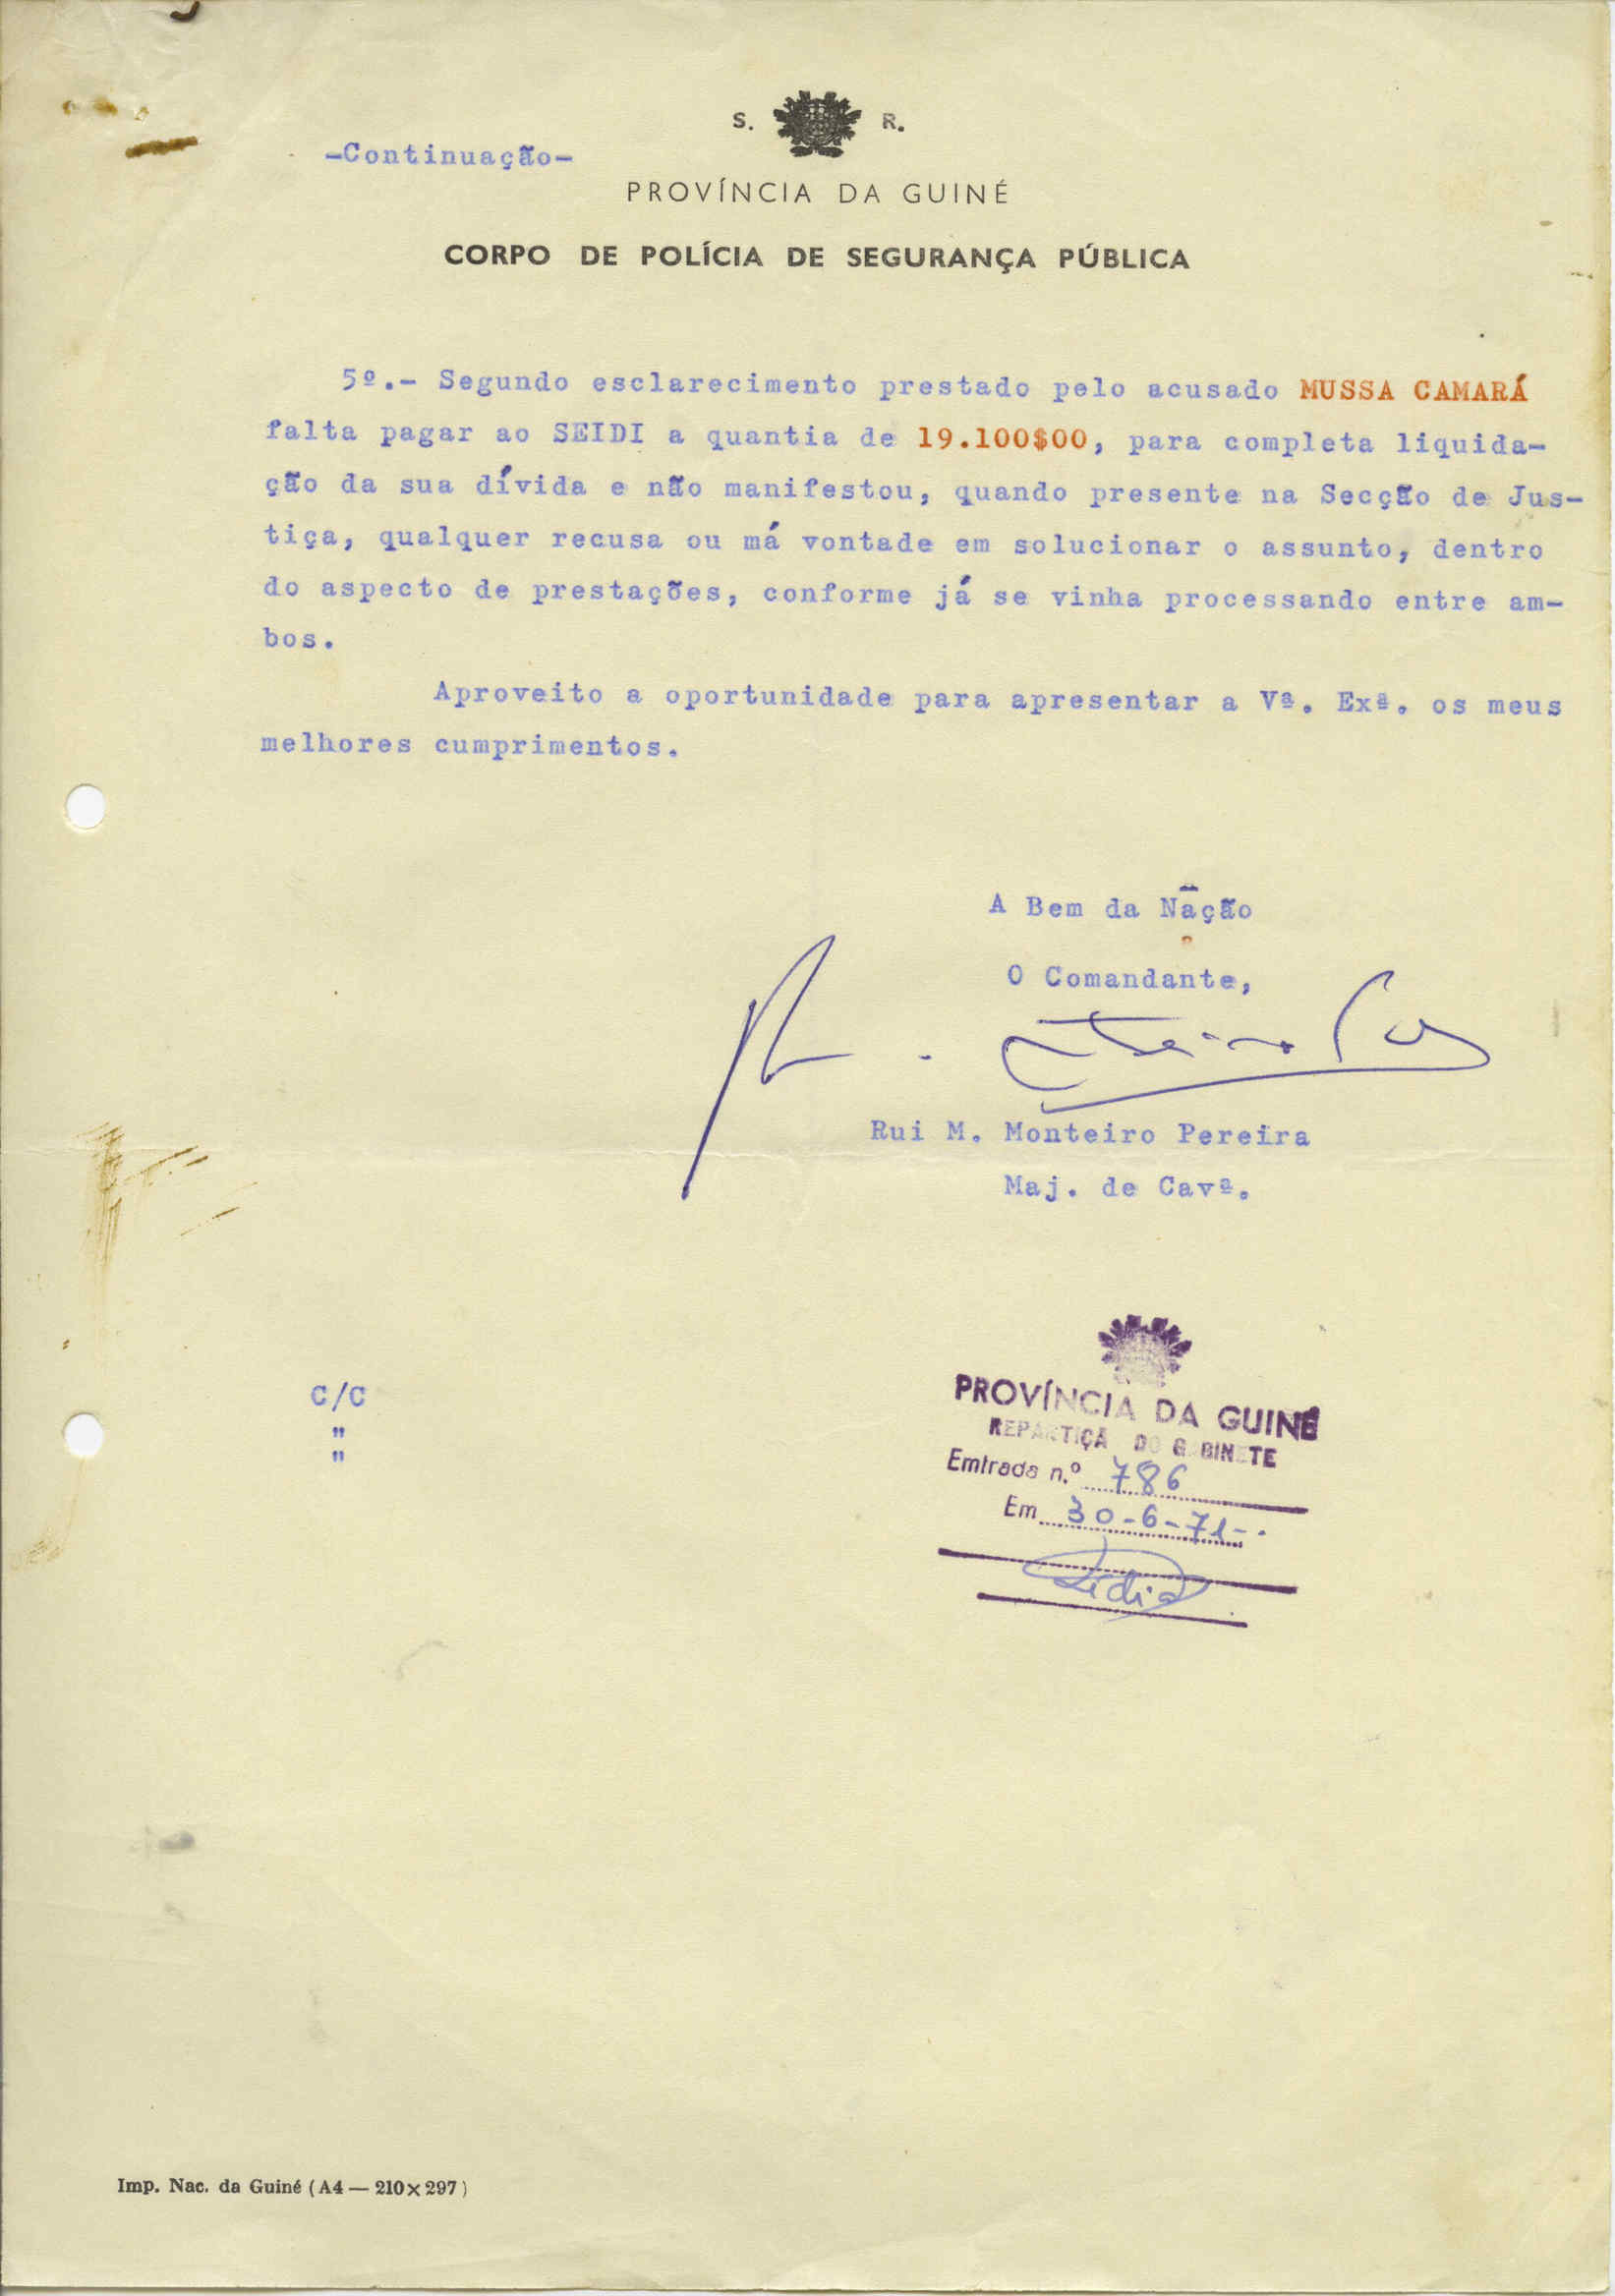 S. R.
-Continuação-
PROVÍNCIA DA GUINÉ
CORPO DE POLÍCIA DE SEGURANÇA PÚBLICA
5º.- Segundo esclarecimento prestado pelo acusado MUSSA CAMARÁ
falta pagar ao SEIDI a quantia de 19.100$00, para completa liquida-
ção da sua dívida e não manifestou, quando presente na Secção de Jus-
tiça, qualquer recusa ou má vontade em solucionar o assunto, dentro
do aspecto de prestações, conforme já se vinha processando entre am-
bos.
Aproveito a oportunidade para apresentar a Vª. Exª. os meus
melhores cumprimentos.
A Bem da Nação
O Comandante,
Rui M. Monteiro Pereira
Maj. de Cavª.
C/C
"
"
PROVÍNCIA DA GUINÉ
REPARTIÇÃ DO GABINETE
Entrada n.º 786
Em 30-6-71-.
Imp. Nac. da Guiné (A4 — 210×297)